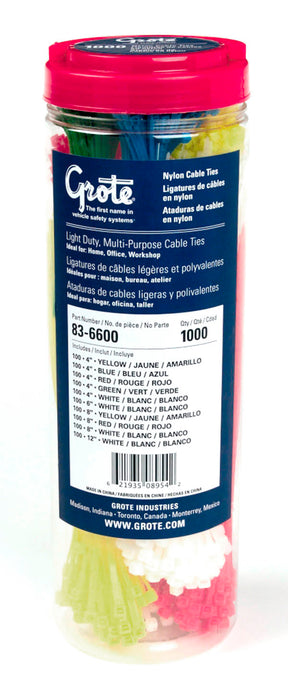 1000
Grote
The first name in
vehicle safety systems
Nylon Cable Ties
Ligatures de câbles
en nylon
Ataduras de cables
en nylon
Light Duty, Multi-Purpose Cable Ties
Ideal for: Home, Office, Workshop
Ligatures de câbles légères et polyvalentes
Idéales pour : maison, bureau, atelier
Ataduras de cables ligeras y polivalentes
Ideal para: hogar, oficina, taller
Part Number / No. de pièce / No Parte
Qty / Qté / Cdad
83-6600
1000
Includes / Inclut / Incluye
100 • 4" - YELLOW / JAUNE / AMARILLO
100 • 4" - BLUE / BLEU / AZUL
100 • 4" - RED / ROUGE / ROJO
100 • 4" - GREEN / VERT / VERDE
100 • 4" - WHITE / BLANC / BLANCO
100 • 6" - WHITE / BLANC / BLANCO
100 • 8" - YELLOW / JAUNE / AMARILLO
100 • 8" - RED / ROUGE / ROJO
100 • 8" - WHITE / BLANC / BLANCO
100 • 12" - WHITE / BLANC / BLANCO
6 21935 08954 2
MADE IN CHINA / FABRIQUÉES EN CHINE / HECHAS EN CHINA
GROTE INDUSTRIES
Madison, Indiana • Toronto, Canada • Monterrey, Mexico
WWW.GROTE.COM